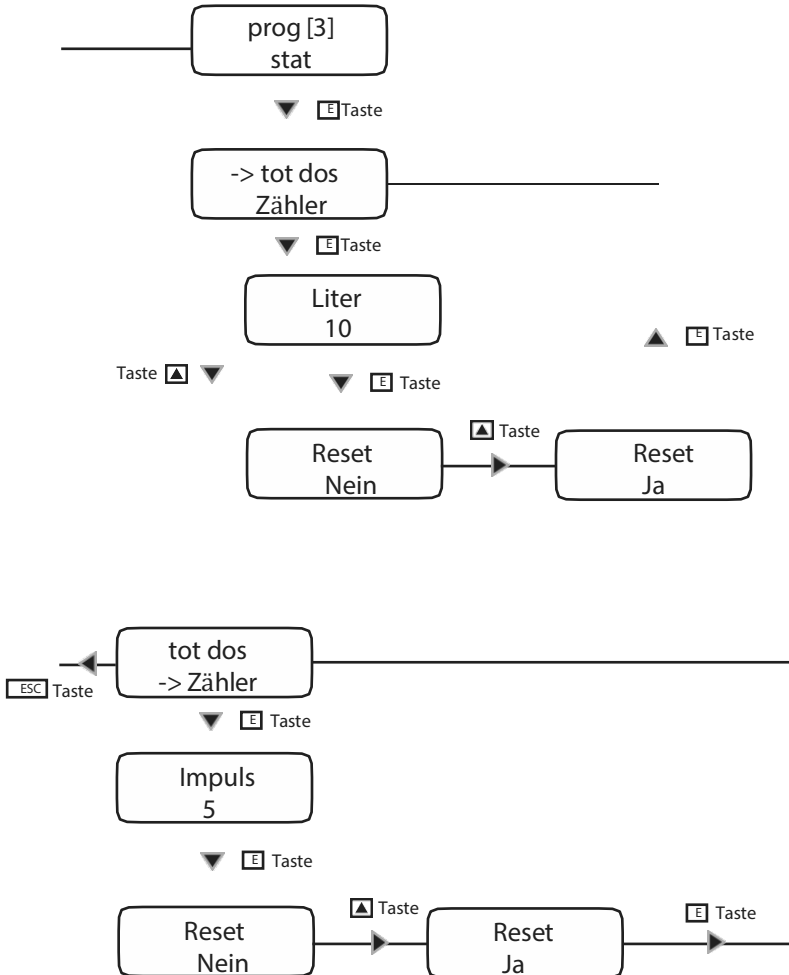 prog [3]
stat
E Taste
-> tot dos
Zähler
E Taste
Liter
10
E Taste
Taste
E Taste
Taste
Reset
Nein
Reset
Ja
tot dos
-> Zähler
ESC Taste
E Taste
Impuls
5
E Taste
Taste
E Taste
Reset
Nein
Reset
Ja